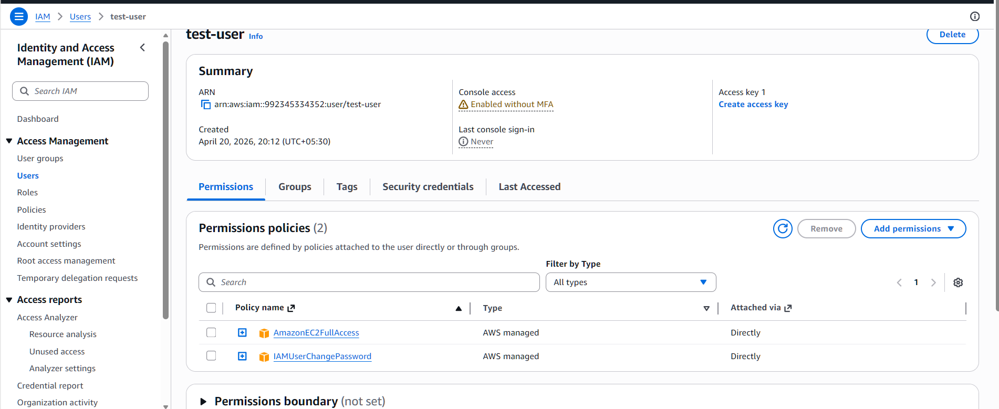 IAM > Users > test-user
Identity and Access
Management (IAM)
Search IAM
Dashboard
Access Management
User groups
Users
Roles
Policies
Identity providers
Account settings
Root access management
Temporary delegation requests
Access reports
Access Analyzer
Resource analysis
Unused access
Analyzer settings
Credential report
Organization activity
test-user Info
Delete
Summary
ARN
arn:aws:iam::992345334352:user/test-user
Created
April 20, 2026, 20:12 (UTC+05:30)
Console access
Enabled without MFA
Last console sign-in
Never
Access key 1
Create access key
Permissions Groups Tags Security credentials Last Accessed
Permissions policies (2)
Remove Add permissions
Permissions are defined by policies attached to the user directly or through groups.
Filter by Type
Search All types 1
Policy name Type Attached via
AmazonEC2FullAccess AWS managed Directly
IAMUserChangePassword AWS managed Directly
Permissions boundary (not set)